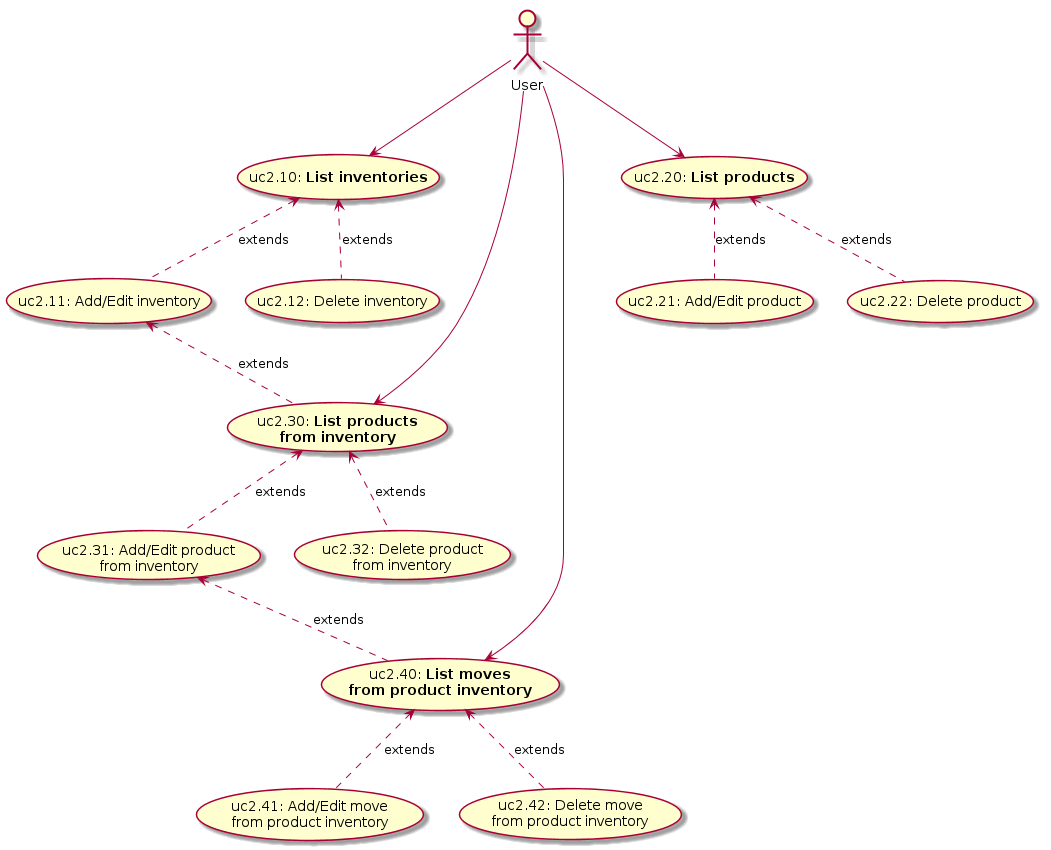 User
uc2.10: List inventories
uc2.20: List products
extends
extends
extends
extends
uc2.11: Add/Edit inventory
uc2.12: Delete inventory
uc2.21: Add/Edit product
uc2.22: Delete product
extends
uc2.30: List products
from inventory
extends
extends
uc2.31: Add/Edit product
from inventory
uc2.32: Delete product
from inventory
extends
uc2.40: List moves
from product inventory
extends
extends
uc2.41: Add/Edit move
from product inventory
uc2.42: Delete move
from product inventory